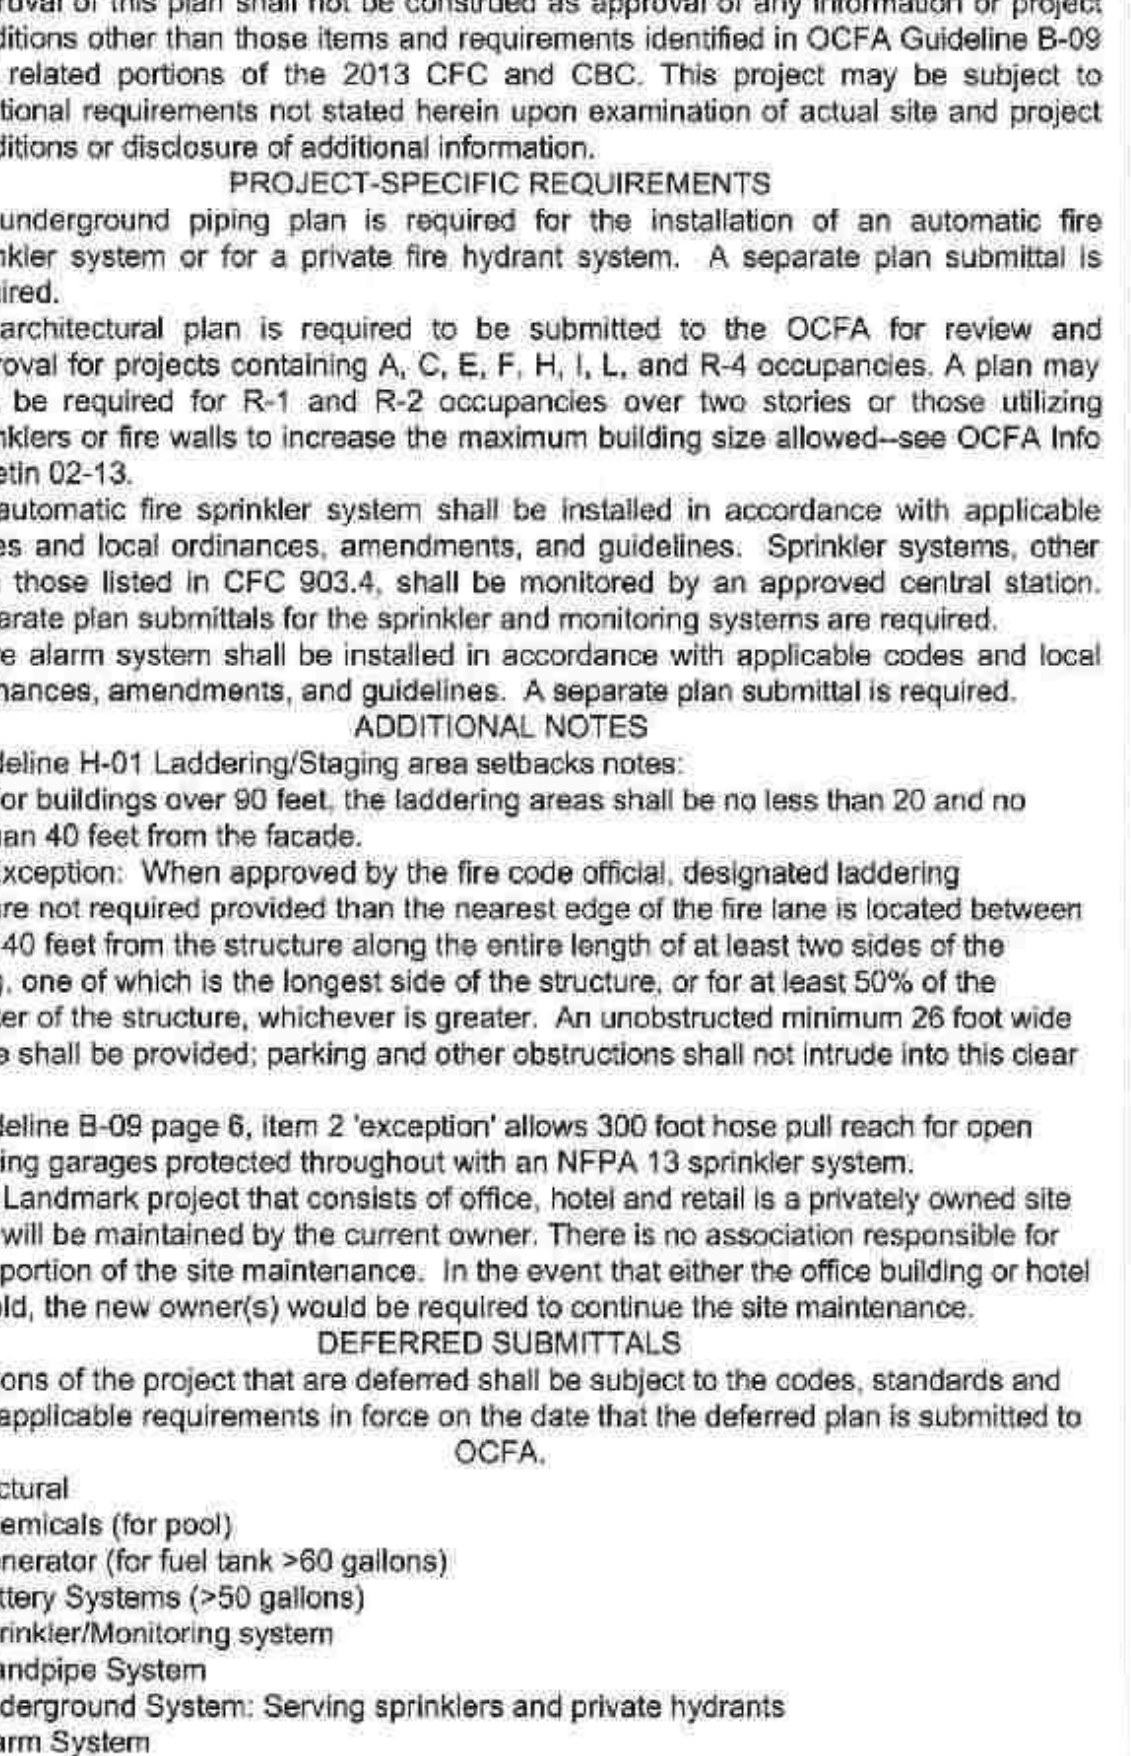 roval of this plan shall not be construed as approval of any information or project
ditions other than those items and requirements identified in OCFA Guideline B-09
related portions of the 2013 CFC and CBC. This project may be subject to
tional requirements not stated herein upon examination of actual site and project
ditions or disclosure of additional information.
PROJECT-SPECIFIC REQUIREMENTS
underground piping plan is required for the installation of an automatic fire
nkler system or for a private fire hydrant system. A separate plan submittal is
ired.
architectural plan is required to be submitted to the OCFA for review and
roval for projects containing A, C, E, F, H, I, L, and R-4 occupancies. A plan may
be required for R-1 and R-2 occupancies over two stories or those utilizing
nklers or fire walls to increase the maximum building size allowed--see OCFA Info
etin 02-13.
automatic fire sprinkler system shall be installed in accordance with applicable
es and local ordinances, amendments, and guidelines. Sprinkler systems, other
those listed in CFC 903.4, shall be monitored by an approved central station.
arate plan submittals for the sprinkler and monitoring systems are required.
e alarm system shall be installed in accordance with applicable codes and local
nances, amendments, and guidelines. A separate plan submittal is required.
ADDITIONAL NOTES
deline H-01 Laddering/Staging area setbacks notes:
or buildings over 90 feet, the laddering areas shall be no less than 20 and no
an 40 feet from the facade.
xception: When approved by the fire code official, designated laddering
re not required provided than the nearest edge of the fire lane is located between
40 feet from the structure along the entire length of at least two sides of the
), one of which is the longest side of the structure, or for at least 50% of the
er of the structure, whichever is greater. An unobstructed minimum 26 foot wide
e shall be provided; parking and other obstructions shall not intrude into this clear
deline B-09 page 6, item 2 'exception' allows 300 foot hose pull reach for open
ing garages protected throughout with an NFPA 13 sprinkler system.
Landmark project that consists of office, hotel and retail is a privately owned site
will be maintained by the current owner. There is no association responsible for
portion of the site maintenance. In the event that either the office building or hotel
old, the new owner(s) would be required to continue the site maintenance.
DEFERRED SUBMITTALS
ons of the project that are deferred shall be subject to the codes, standards and
applicable requirements in force on the date that the deferred plan is submitted to
OCFA.
ctural
emicals (for pool)
nerator (for fuel tank >60 gallons)
ttery Systems (>50 gallons)
rinkler/Monitoring system
andpipe System
derground System: Serving sprinklers and private hydrants
arm System